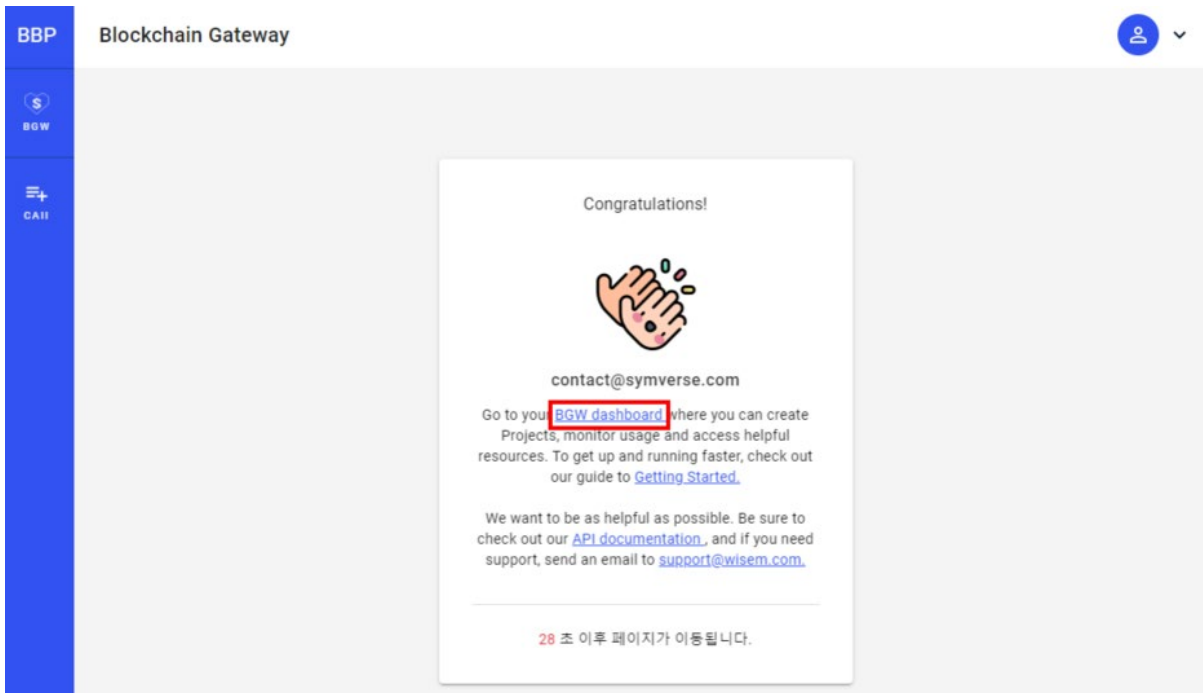 BBP
Blockchain Gateway
$
BGW
CAII
Congratulations!
contact@symverse.com
Go to your BGW dashboard where you can create
Projects, monitor usage and access helpful
resources. To get up and running faster, check out
our guide to Getting Started.
We want to be as helpful as possible. Be sure to
check out our API documentation , and if you need
support, send an email to support@wisem.com.
28 초 이후 페이지가 이동됩니다.